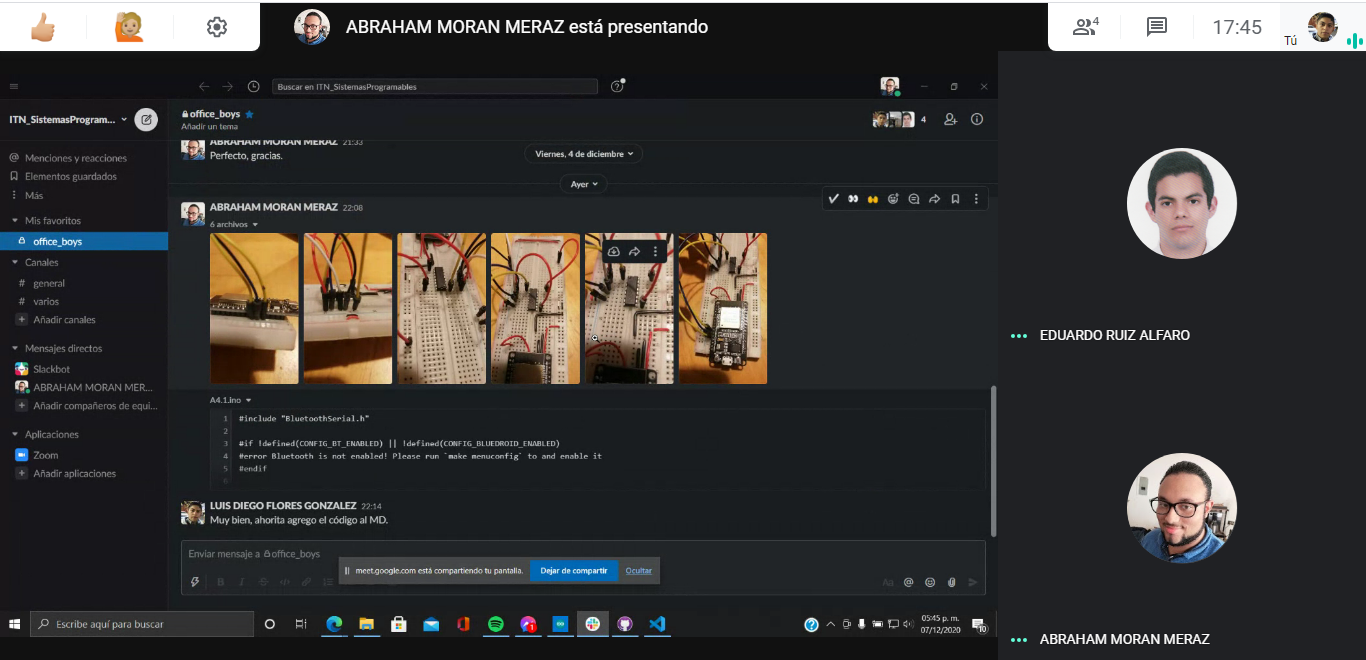 ABRAHAM MORAN MERAZ está presentando
4
17:45
Tú
Buscar en ITN_SistemasProgramables
ITN_SistemasProgram...
Menciones y reacciones
Elementos guardados
Más
Mis favoritos
office_boys
Canales
# general
# varios
+ Añadir canales
Mensajes directos
Slackbot
ABRAHAM MORAN MER...
+ Añadir compañeros de equi...
Aplicaciones
Zoom
+ Añadir aplicaciones
office_boys
Añadir un tema
4
ABRAHAM MORAN MERAZ 21:33
Perfecto, gracias.
Viernes, 4 de diciembre
Ayer
ABRAHAM MORAN MERAZ 22:08
6 archivos
A4.1.ino
1 #include "BluetoothSerial.h"
2
3 #if !defined(CONFIG_BT_ENABLED) || !defined(CONFIG_BLUEDROID_ENABLED)
4 #error Bluetooth is not enabled! Please run `make menuconfig` to and enable it
5 #endif
6
LUIS DIEGO FLORES GONZALEZ 22:14
Muy bien, ahorita agrego el código al MD.
Enviar mensaje a office_boys
meet.google.com está compartiendo tu pantalla.
Dejar de compartir
Ocultar
B I S
Aa
Escribe aquí para buscar
1
05:45 p. m.
07/12/2020
10
EDUARDO RUIZ ALFARO
ABRAHAM MORAN MERAZ